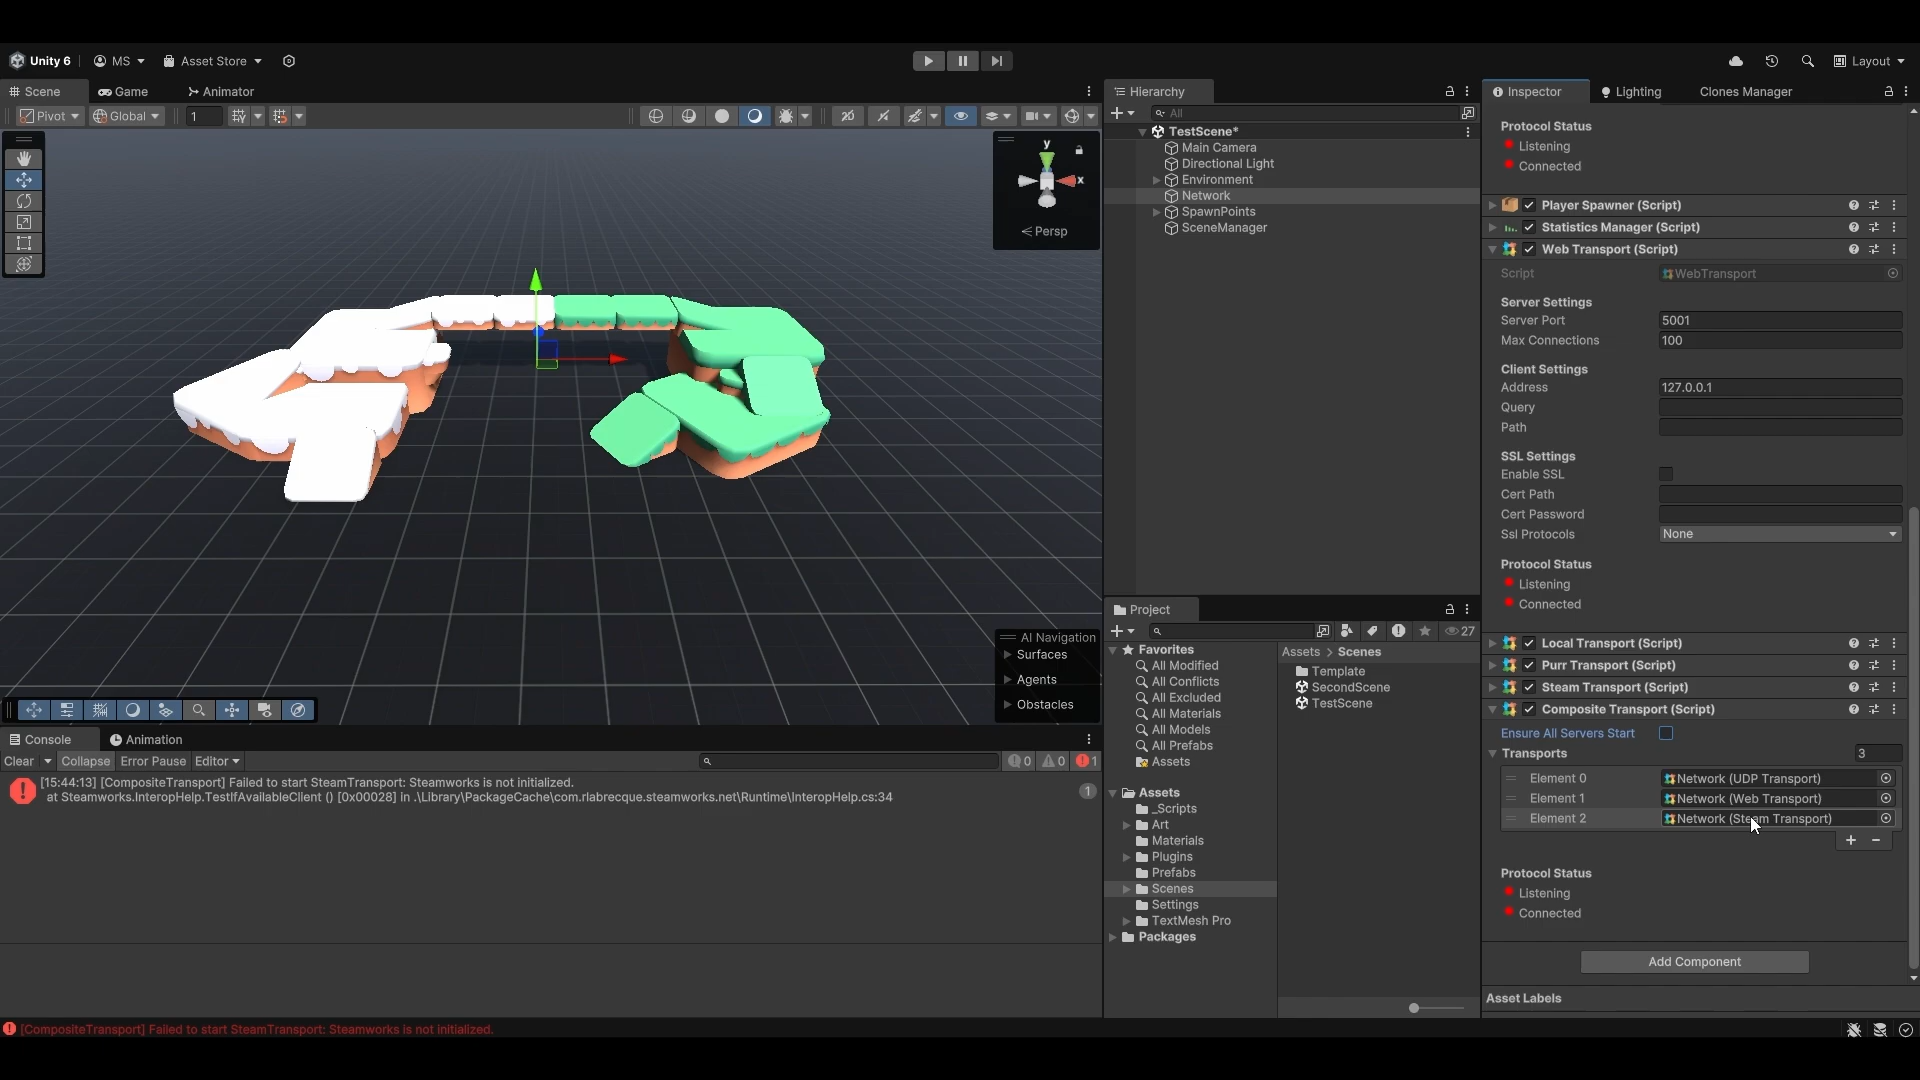 Unity 6
MS
Asset Store
Layout
Scene
Game
Animator
Pivot
Global
1
y
x
Persp
AI Navigation
Surfaces
Agents
Obstacles
Console
Animation
Clear
Collapse
Error Pause
Editor
0
0
1
[15:44:13] [CompositeTransport] Failed to start SteamTransport: Steamworks is not initialized.
at Steamworks.InteropHelp.TestIfAvailableClient () [0x00028] in .\Library\PackageCache\com.rlabrecque.steamworks.net\Runtime\InteropHelp.cs:34
1
Hierarchy
All
TestScene*
Main Camera
Directional Light
Environment
Network
SpawnPoints
SceneManager
Project
27
Favorites
All Modified
All Conflicts
All Excluded
All Materials
All Models
All Prefabs
Assets
Assets
_Scripts
Art
Materials
Plugins
Prefabs
Scenes
Settings
TextMesh Pro
Packages
Assets > Scenes
Template
SecondScene
TestScene
Inspector
Lighting
Clones Manager
Protocol Status
Listening
Connected
Player Spawner (Script)
Statistics Manager (Script)
Web Transport (Script)
Script
WebTransport
Server Settings
Server Port
5001
Max Connections
100
Client Settings
Address
127.0.0.1
Query
Path
SSL Settings
Enable SSL
Cert Path
Cert Password
Ssl Protocols
None
Protocol Status
Listening
Connected
Local Transport (Script)
Purr Transport (Script)
Steam Transport (Script)
Composite Transport (Script)
Ensure All Servers Start
Transports
3
Element 0
Network (UDP Transport)
Element 1
Network (Web Transport)
Element 2
Network (Steam Transport)
Protocol Status
Listening
Connected
Add Component
Asset Labels
[CompositeTransport] Failed to start SteamTransport: Steamworks is not initialized.